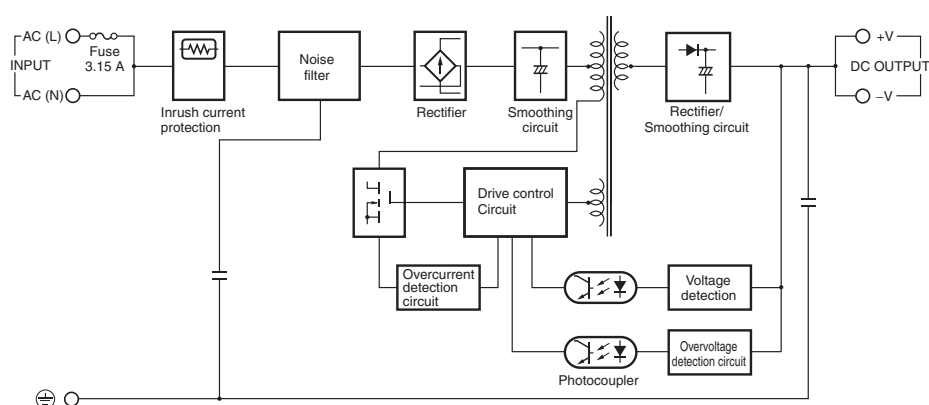 AC (L)
Fuse
3.15 A
INPUT
AC (N)
Inrush current
protection
Noise
filter
Rectifier
Smoothing
circuit
Rectifier/
Smoothing circuit
+V
DC OUTPUT
–V
Drive control
Circuit
Overcurrent
detection
circuit
Voltage
detection
Overvoltage
detection circuit
Photocoupler